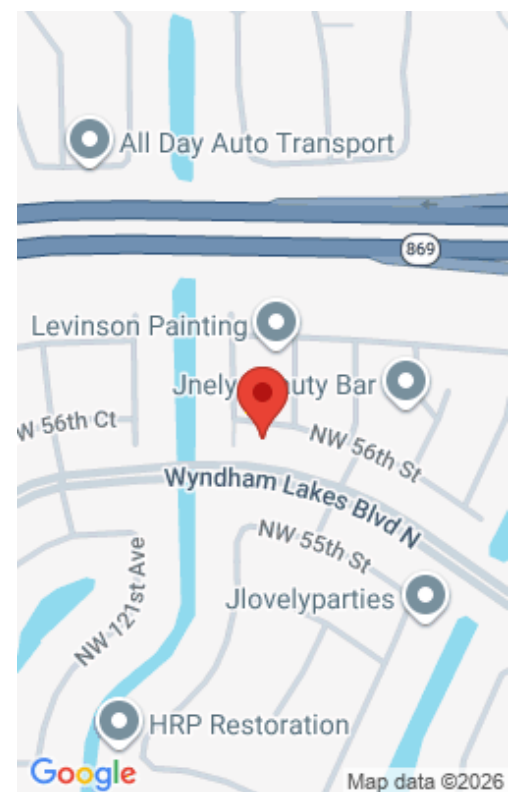 All Day Auto Transport
869
Levinson Painting
Jnely uty Bar
W 56th Ct
NW 56th St
Wyndham Lakes Blvd N
NW 55th St
NW 121st Ave
Jlovelyparties
HRP Restoration
Google
Map data ©2026